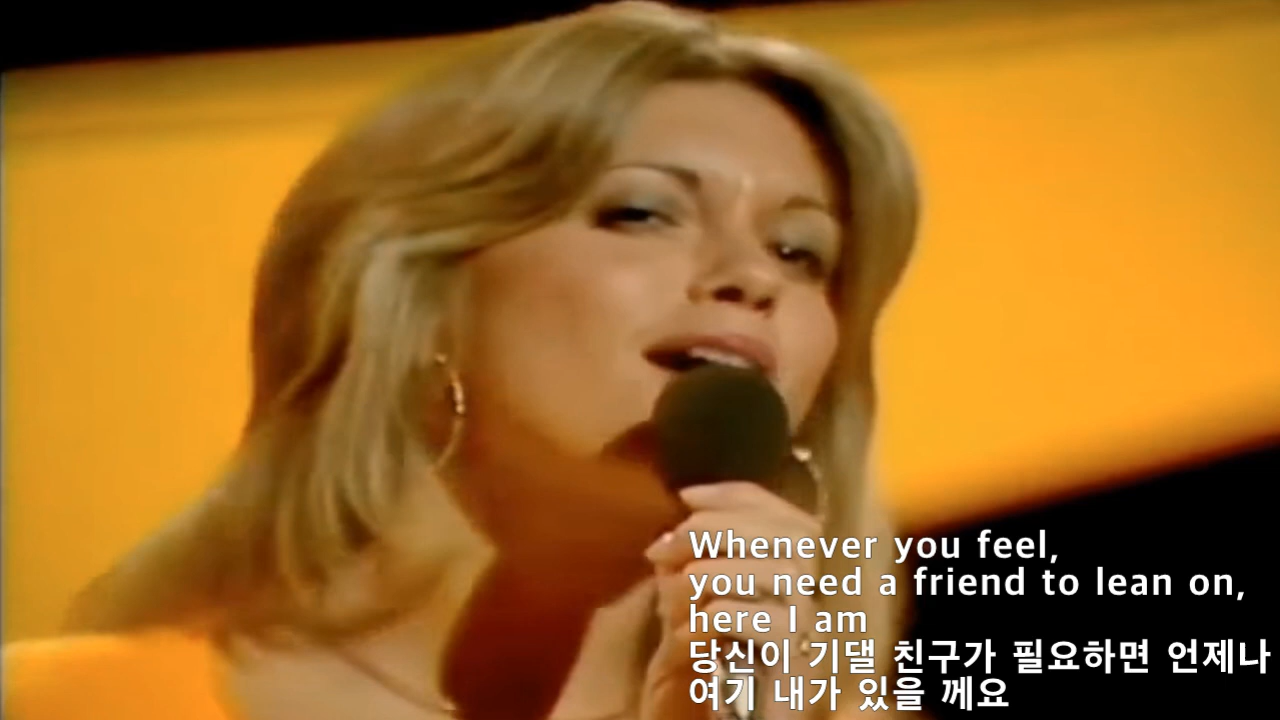 Whenever you feel,
you need a friend to lean on,
here I am
당신이 기댈 친구가 필요하면 언제나
여기 내가 있을 께요